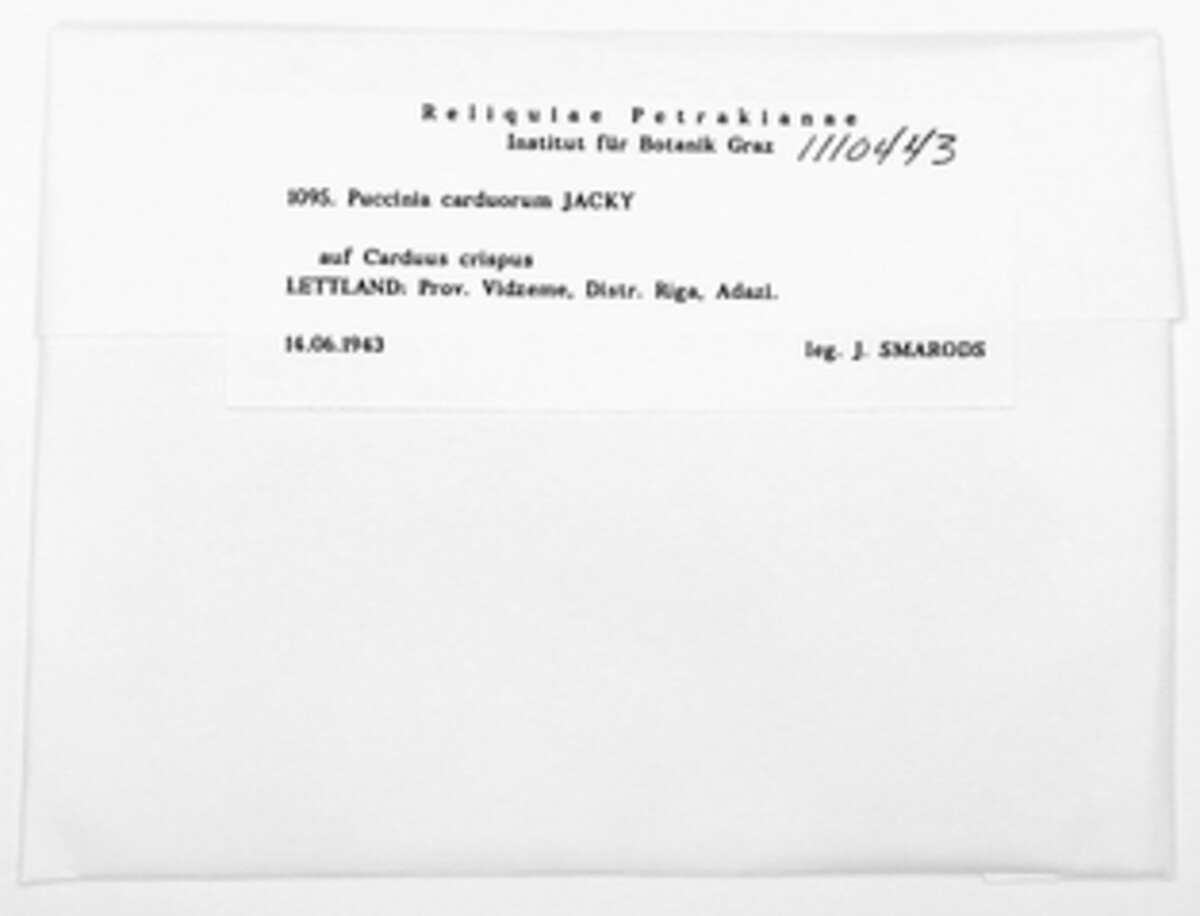 Reliquiae Petrakianae
Institut für Botanik Graz 1110443
1095. Puccinia carduorum JACKY
auf Carduus crispus
LETTLAND: Prov. Vidzeme, Distr. Riga, Adazi.
14.06.1943 leg. J. SMARODS